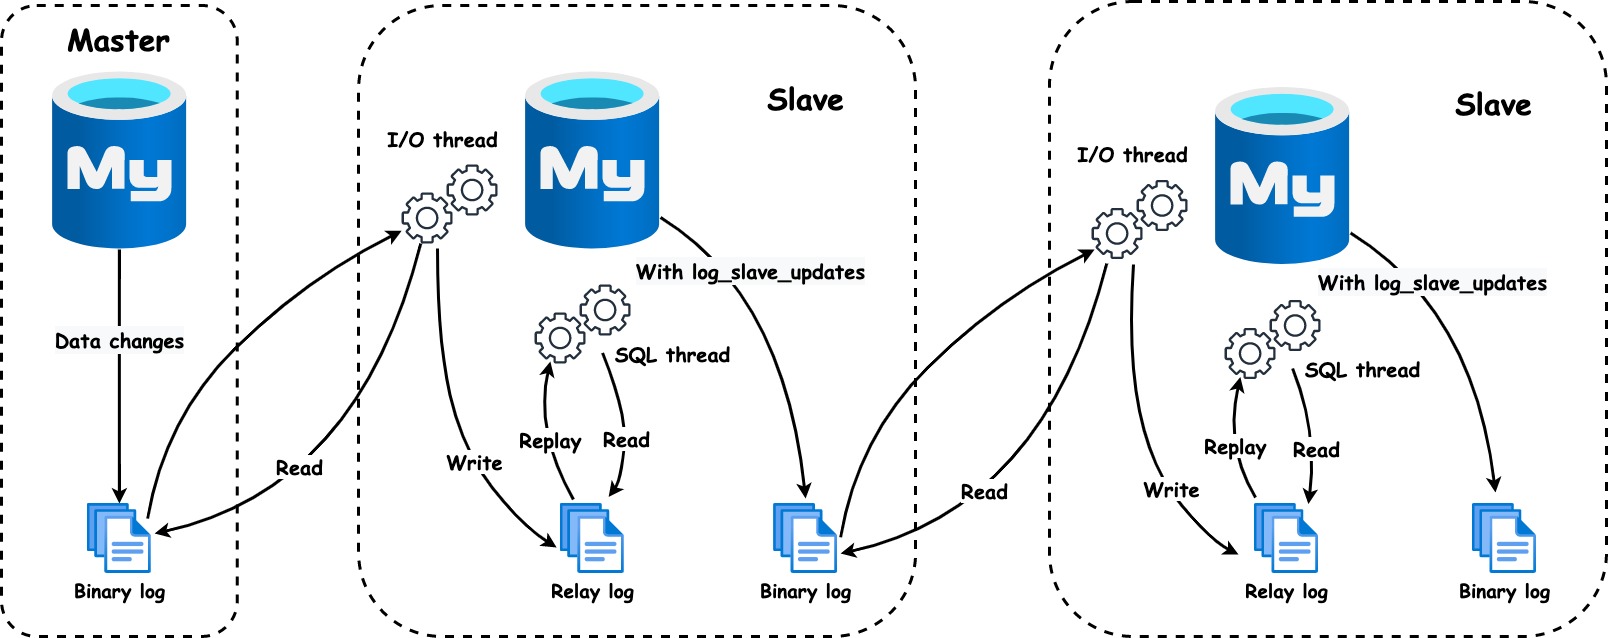 Master
My
Data changes
Binary log
Read
Slave
I/O thread
My
With log_slave_updates
SQL thread
Replay
Read
Write
Relay log
Binary log
Read
Slave
I/O thread
My
With log_slave_updates
SQL thread
Replay
Read
Write
Relay log
Binary log